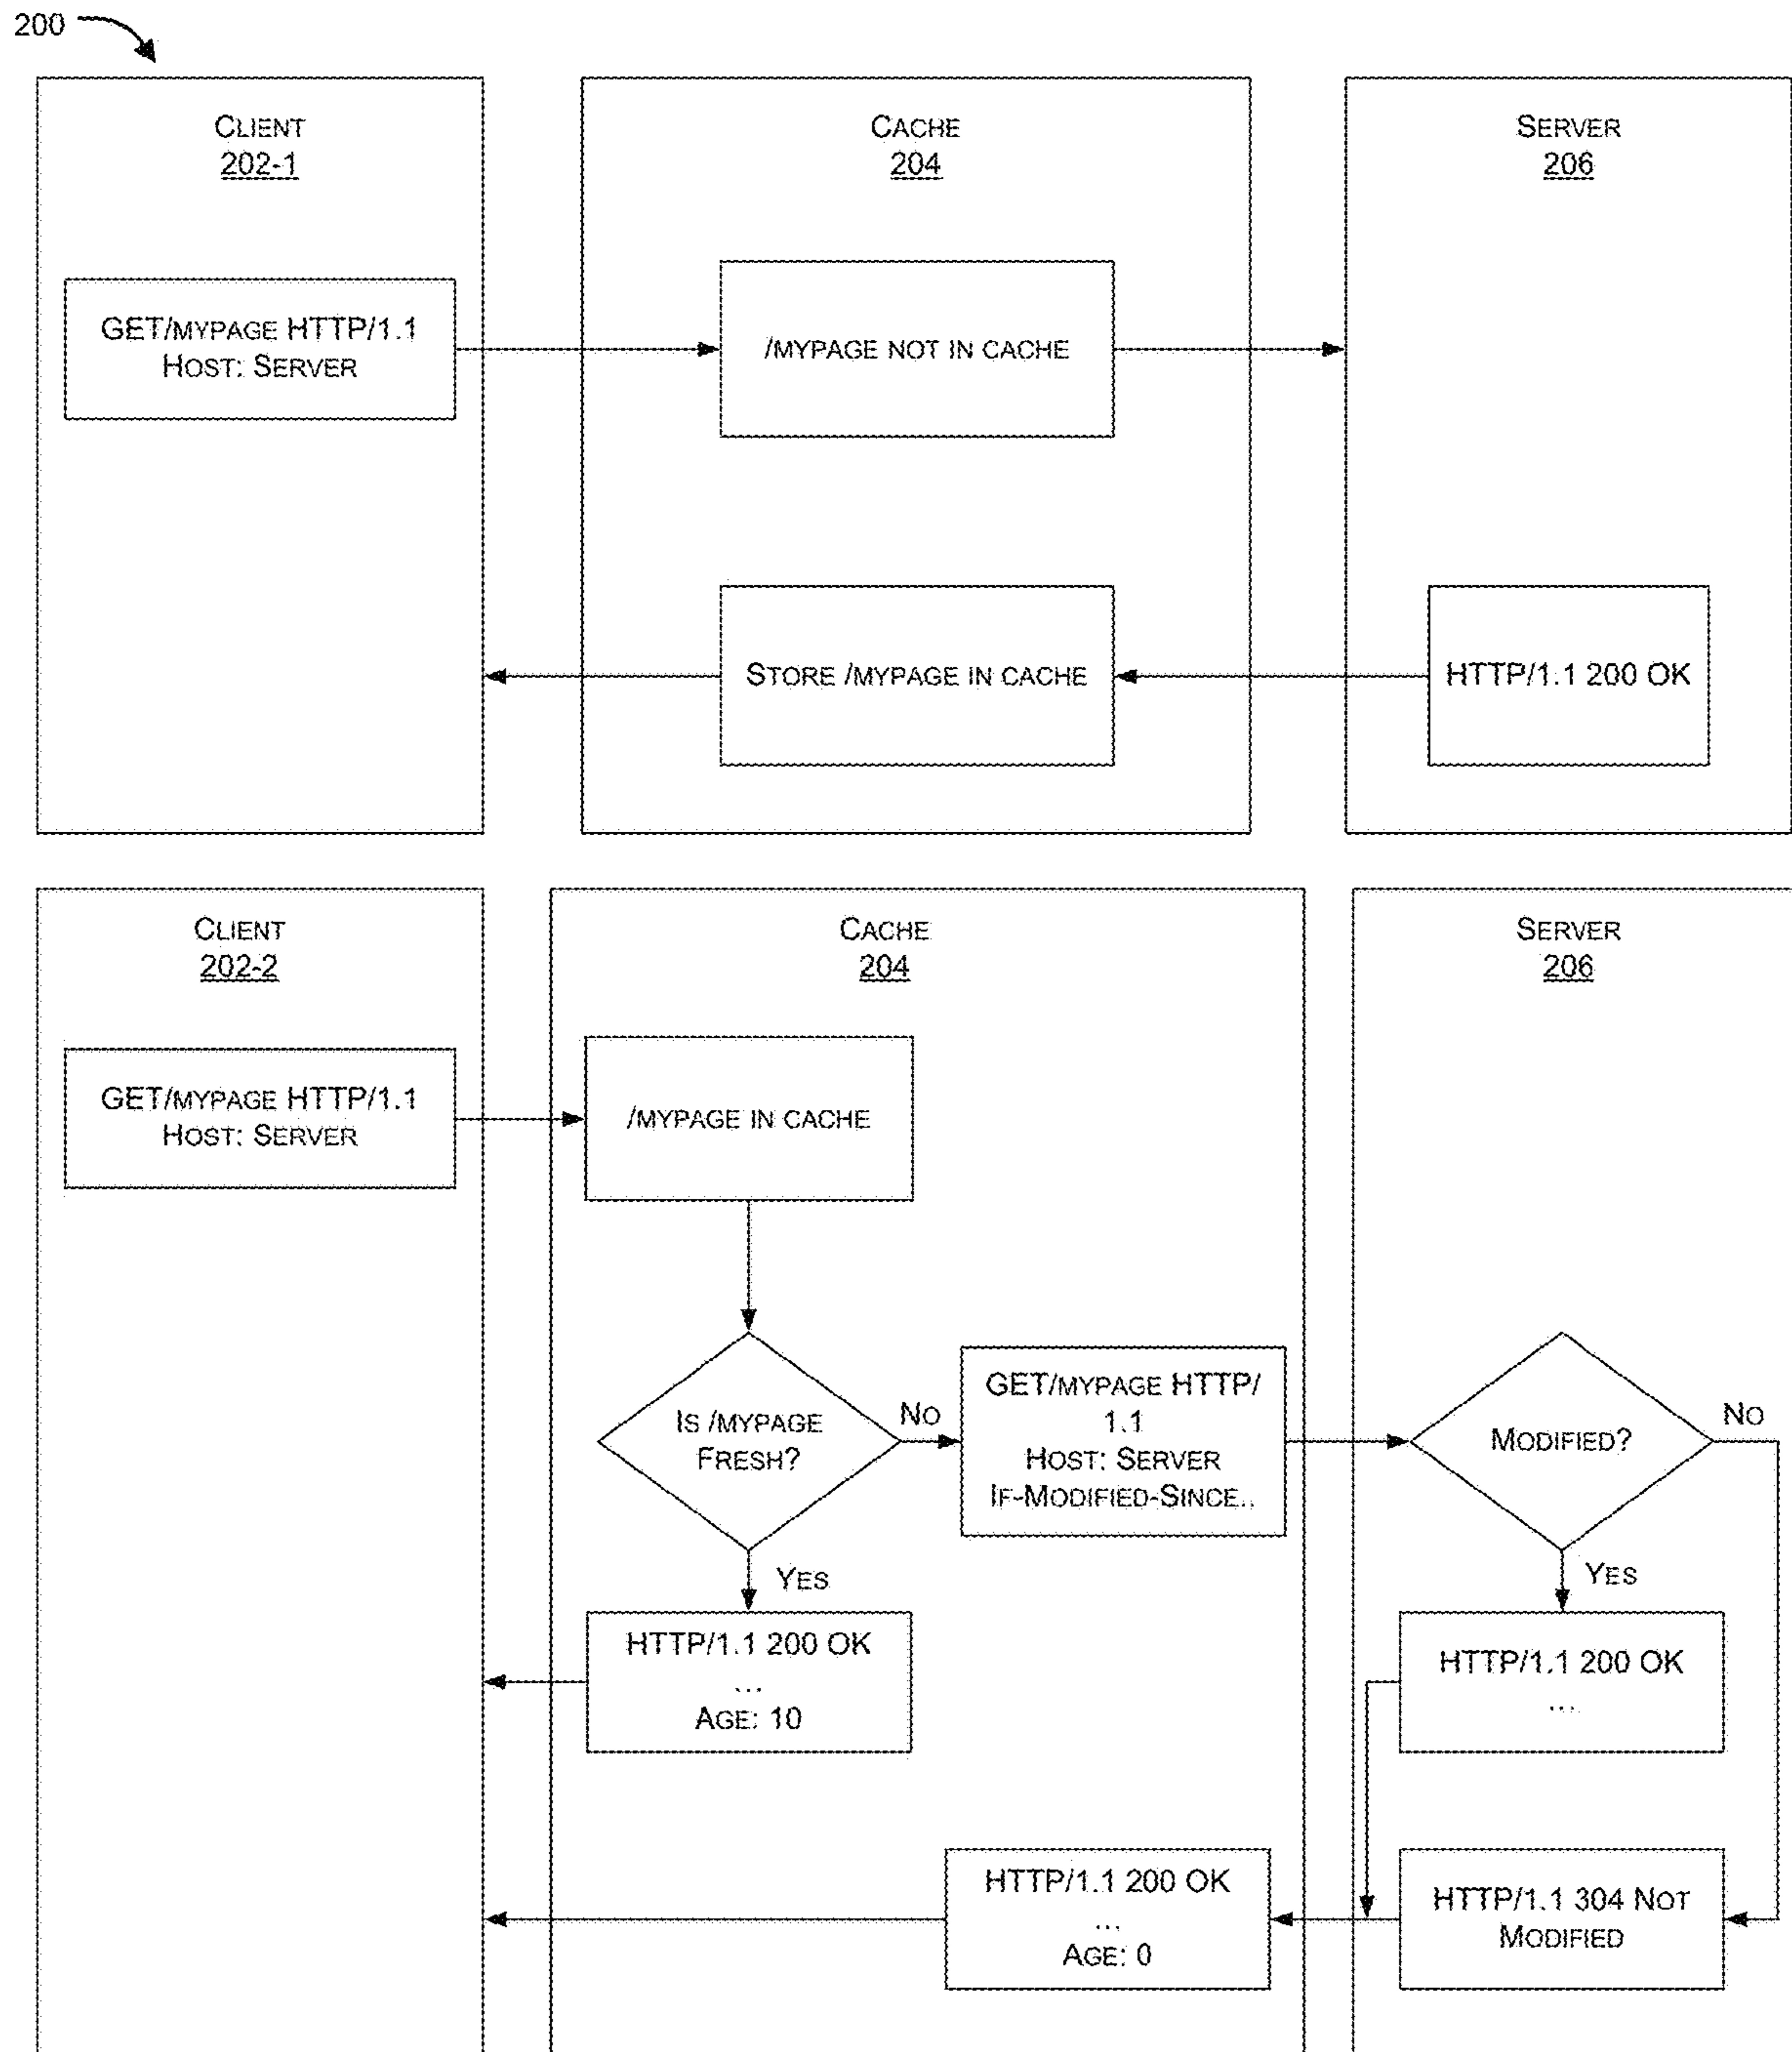 200
CLIENT
202-1
CACHE
204
SERVER
206
GET/MYPAGE HTTP/1.1
HOST: SERVER
/MYPAGE NOT IN CACHE
STORE /MYPAGE IN CACHE
HTTP/1.1 200 OK
CLIENT
202-2
CACHE
204
SERVER
206
GET/MYPAGE HTTP/1.1
HOST: SERVER
/MYPAGE IN CACHE
IS /MYPAGE
FRESH?
NO
GET/MYPAGE HTTP/
1.1
HOST: SERVER
IF-MODIFIED-SINCE..
MODIFIED?
NO
YES
YES
HTTP/1.1 200 OK
...
AGE: 10
HTTP/1.1 200 OK
...
HTTP/1.1 200 OK
...
AGE: 0
HTTP/1.1 304 NOT
MODIFIED